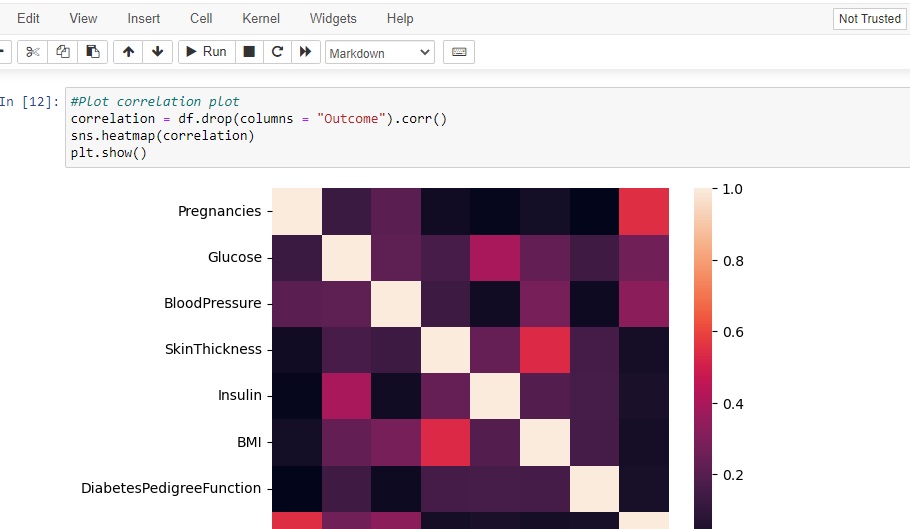 Edit View Insert Cell Kernel Widgets Help Not Trusted
Run Markdown
In [12]: #Plot correlation plot
correlation = df.drop(columns = "Outcome").corr()
sns.heatmap(correlation)
plt.show()
Pregnancies
Glucose
BloodPressure
SkinThickness
Insulin
BMI
DiabetesPedigreeFunction
1.0
0.8
0.6
0.4
0.2